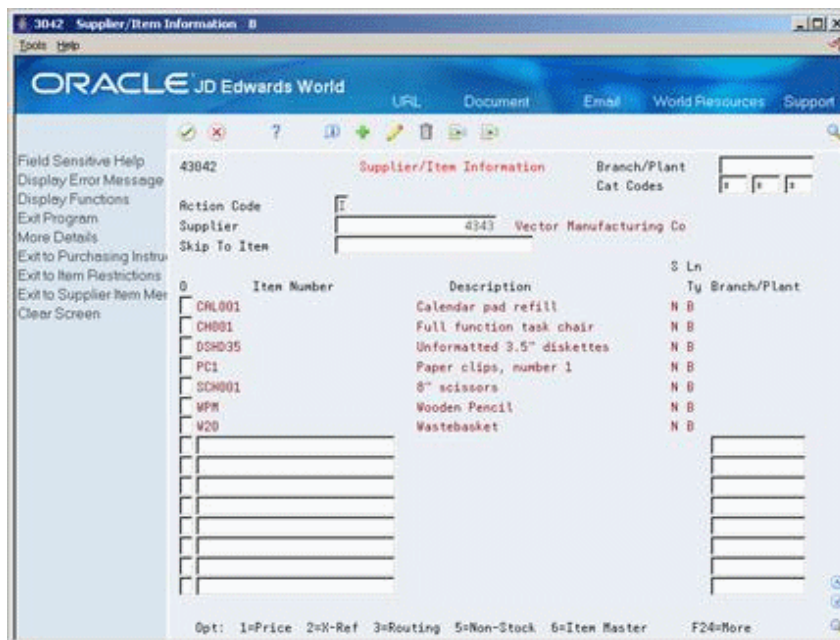 3042 Supplier/Item Information B
Tools Help
ORACLE JD Edwards World
URL Document Email World Resources Support
Field Sensitive Help
Display Error Message
Display Functions
Exit Program
More Details
Exit to Purchasing Instru
Exit to Item Restrictions
Exit to Supplier Item Mer
Clear Screen
43042 Supplier/Item Information Branch/Plant
Cat Codes * * *
Action Code I
Supplier 4343 Vector Manufacturing Co
Skip To Item
S Ln
O Item Number Description Ty Branch/Plant
CAL001 Calendar pad refill N B
CH001 Full function task chair N B
DSHD35 Unformatted 3.5" diskettes N B
PC1 Paper clips, number 1 N B
SCH001 8" scissors N B
WPM Wooden Pencil N B
W20 Wastebasket N B
Opt: 1=Price 2=X-Ref 3=Routing 5=Non-Stock 6=Item Master F24=More